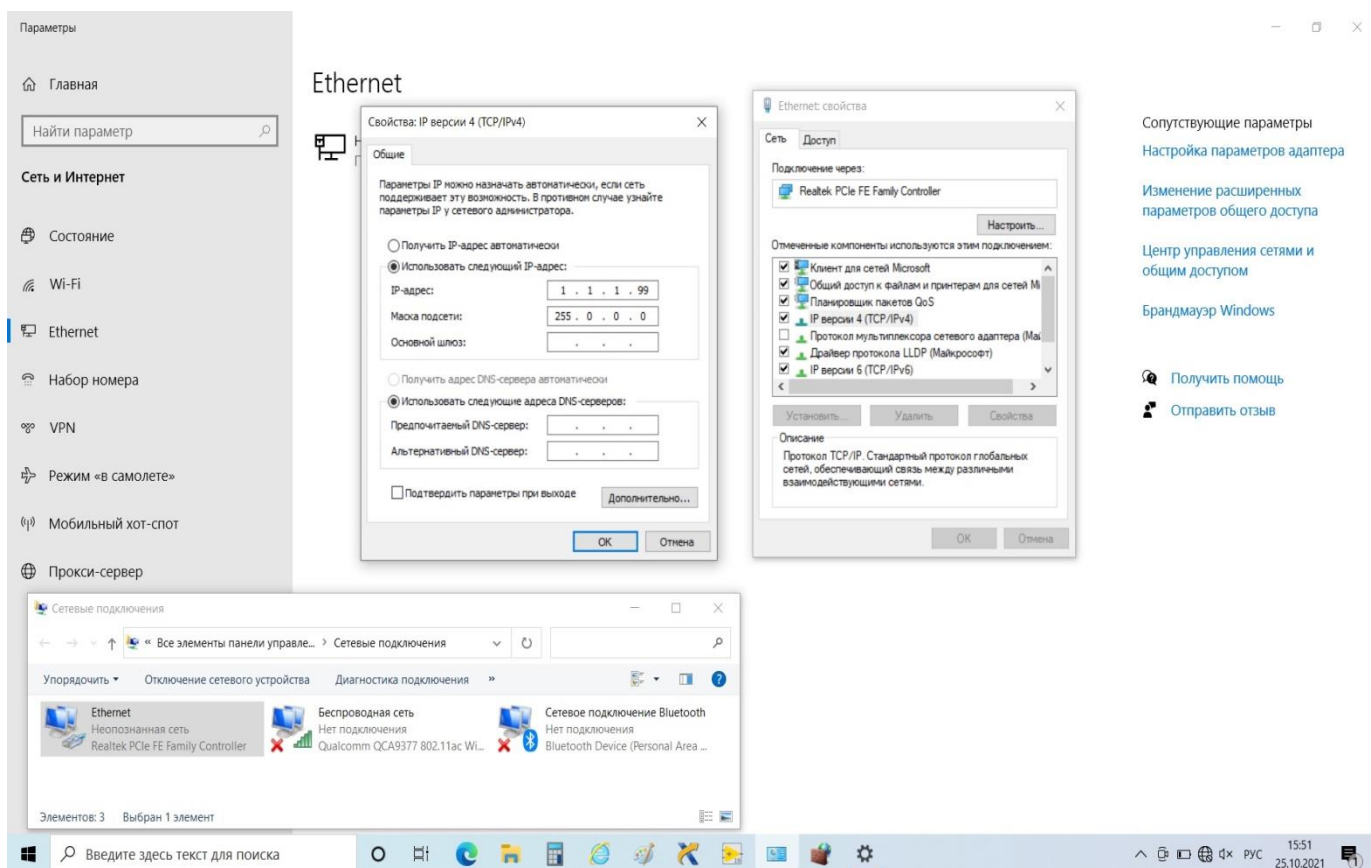 Параметры
Главная
Найти параметр
Сеть и Интернет
Состояние
Wi-Fi
Ethernet
Набор номера
VPN
Режим «в самолете»
Мобильный хот-спот
Прокси-сервер
Ethernet
Свойства: IP версии 4 (TCP/IPv4)
Общие
Параметры IP можно назначать автоматически, если сеть
поддерживает эту возможность. В противном случае узнайте
параметры IP у сетевого администратора.
Получить IP-адрес автоматически
Использовать следующий IP-адрес:
IP-адрес: 1 . 1 . 1 . 99
Маска подсети: 255 . 0 . 0 . 0
Основной шлюз: . . .
Получить адрес DNS-сервера автоматически
Использовать следующие адреса DNS-серверов:
Предпочитаемый DNS-сервер: . . .
Альтернативный DNS-сервер: . . .
Подтвердить параметры при выходе
Дополнительно...
ОК Отмена
Ethernet: свойства
Сеть Доступ
Подключение через:
Realtek PCIe FE Family Controller
Настроить...
Отмеченные компоненты используются этим подключением:
Клиент для сетей Microsoft
Общий доступ к файлам и принтерам для сетей Mi
Планировщик пакетов QoS
IP версии 4 (TCP/IPv4)
Протокол мультиплексора сетевого адаптера (Май
Драйвер протокола LLDP (Майкрософт)
IP версии 6 (TCP/IPv6)
Установить... Удалить Свойства
Описание
Протокол TCP/IP. Стандартный протокол глобальных
сетей, обеспечивающий связь между различными
взаимодействующими сетями.
ОК Отмена
Сопутствующие параметры
Настройка параметров адаптера
Изменение расширенных
параметров общего доступа
Центр управления сетями и
общим доступом
Брандмауэр Windows
Получить помощь
Отправить отзыв
Сетевые подключения
« Все элементы панели управле... › Сетевые подключения
Упорядочить Отключение сетевого устройства Диагностика подключения »
Ethernet
Неопознанная сеть
Realtek PCIe FE Family Controller
Беспроводная сеть
Нет подключения
Qualcomm QCA9377 802.11ac Wi...
Сетевое подключение Bluetooth
Нет подключения
Bluetooth Device (Personal Area ...
Элементов: 3 Выбран 1 элемент
Введите здесь текст для поиска
РУС
15:51
25.10.2021